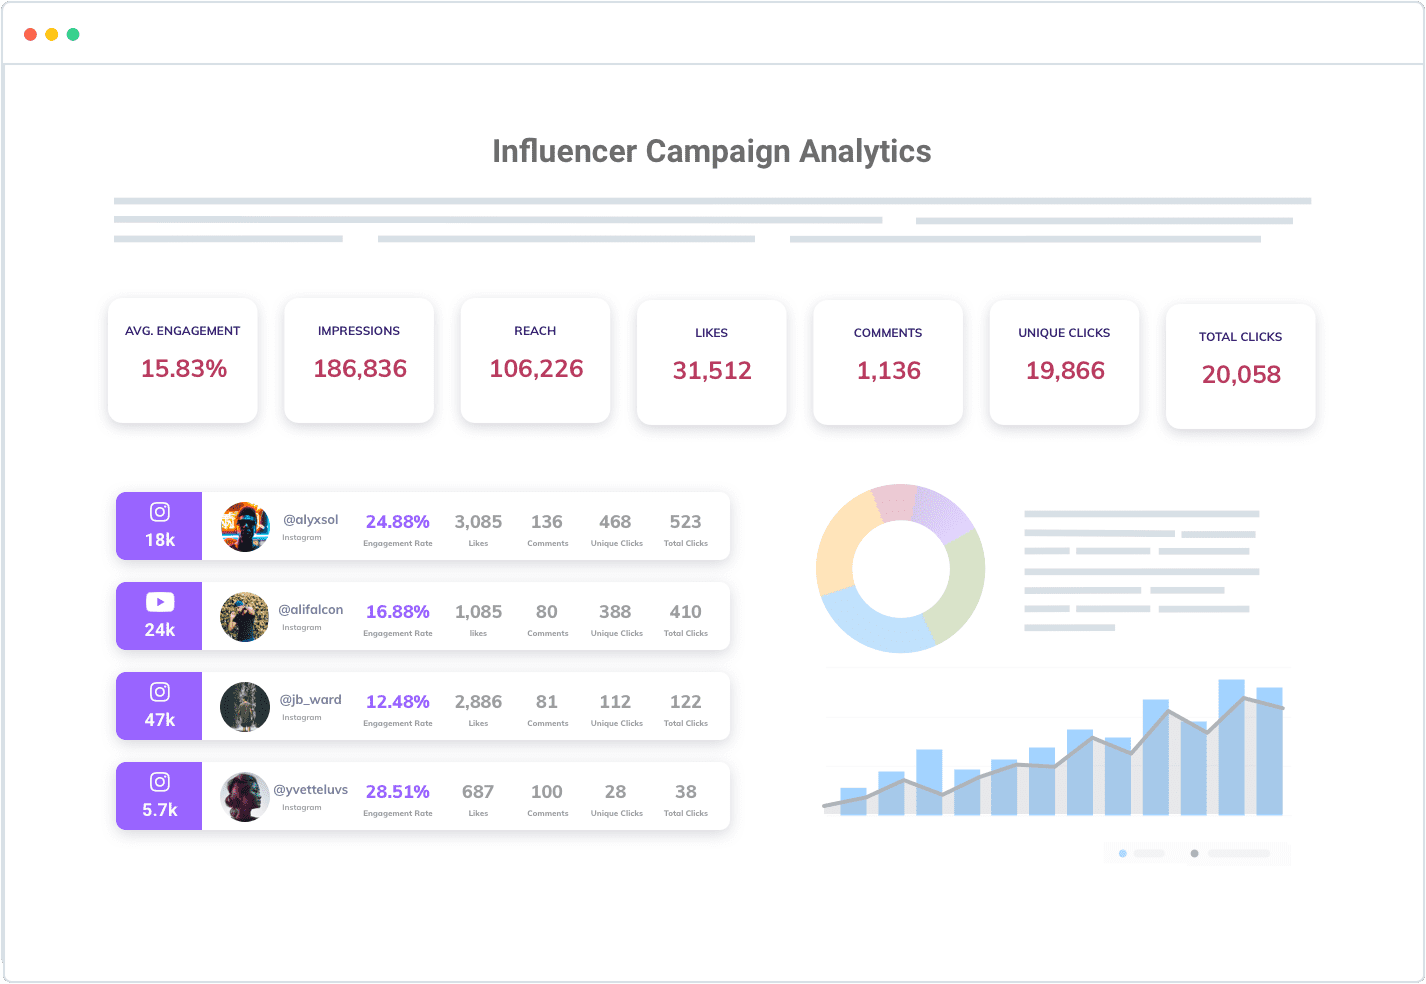 Influencer Campaign Analytics
AVG. ENGAGEMENT
15.83%
IMPRESSIONS
186,836
REACH
106,226
LIKES
31,512
COMMENTS
1,136
UNIQUE CLICKS
19,866
TOTAL CLICKS
20,058
18k
@alyxsol
Instagram
24.88% 3,085 136 468 523
Engagement Rate Likes Comments Unique Clicks Total Clicks
24k
@alifalcon
Instagram
16.88% 1,085 80 388 410
Engagement Rate likes Comments Unique Clicks Total Clicks
47k
@jb_ward
Instagram
12.48% 2,886 81 112 122
Engagement Rate Likes Comments Unique Clicks Total Clicks
5.7k
@yvetteluvs
Instagram
28.51% 687 100 28 38
Engagement Rate Likes Comments Unique Clicks Total Clicks